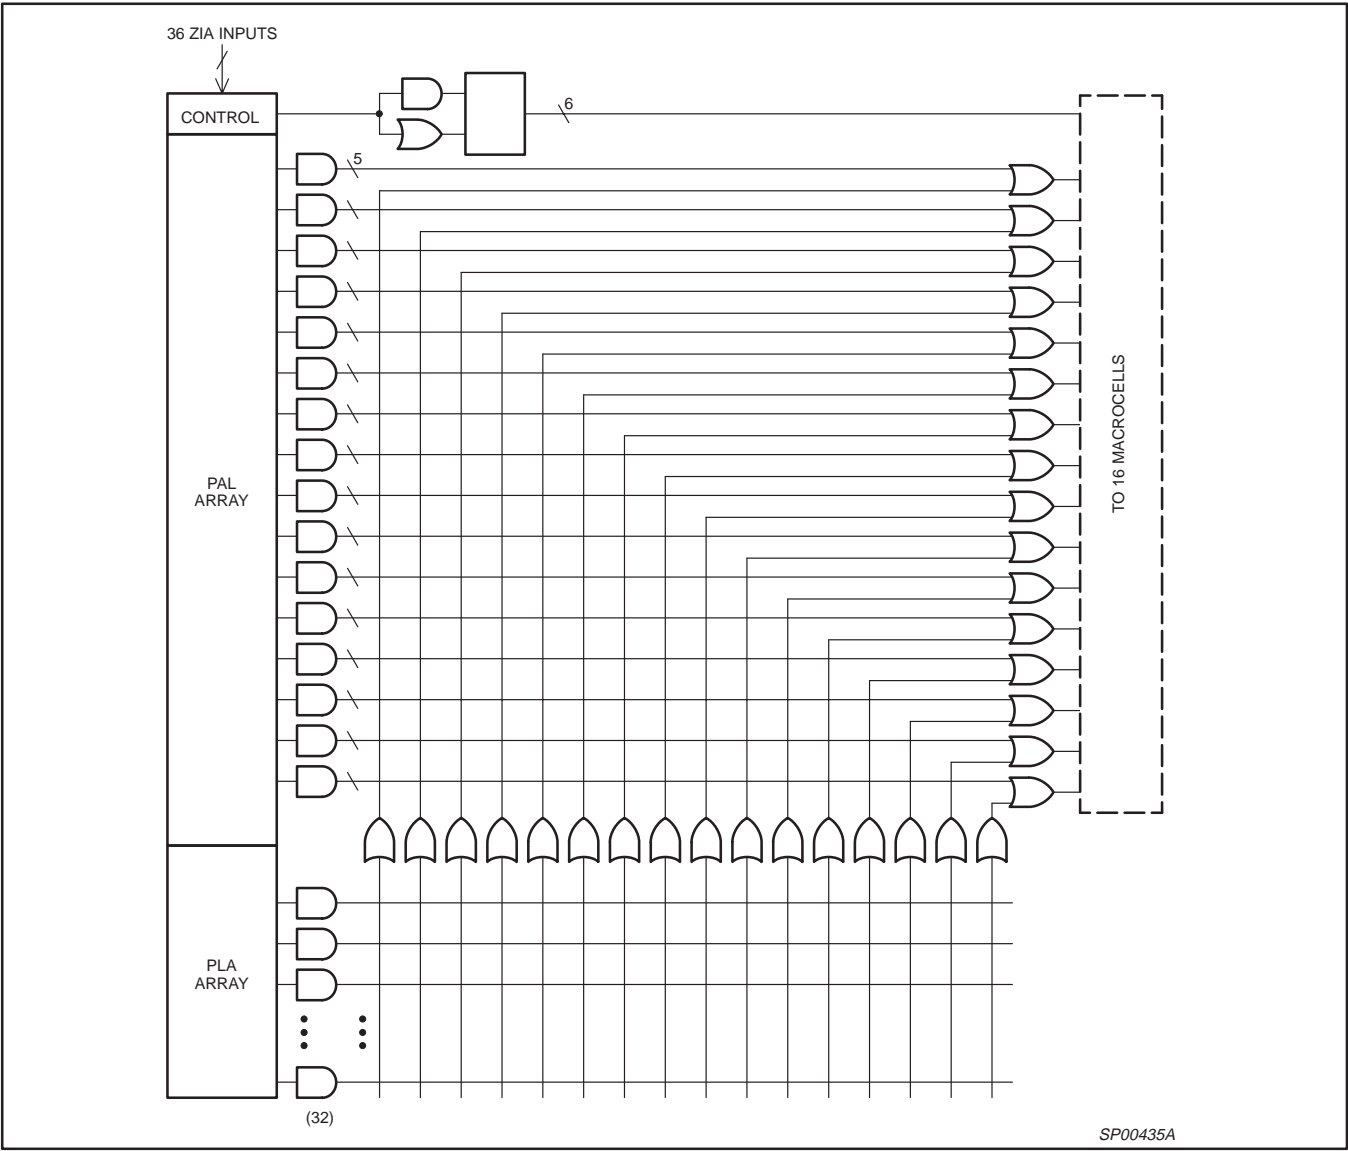 36 ZIA INPUTS
CONTROL
6
5
PAL
ARRAY
TO 16 MACROCELLS
PLA
ARRAY
(32)
SP00435A